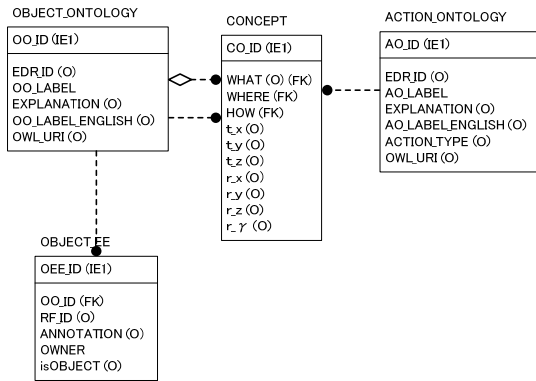 OBJECT_ONTOLOGY
OO_ID (IE1)
EDR_ID (O)
OO_LABEL
EXPLANATION (O)
OO_LABEL_ENGLISH (O)
OWL_URI (O)
CONCEPT
CO_ID (IE1)
WHAT (O) (FK)
WHERE (FK)
HOW (FK)
t_x (O)
t_y (O)
t_z (O)
r_x (O)
r_y (O)
r_z (O)
r_γ (O)
ACTION_ONTOLOGY
AO_ID (IE1)
EDR_ID (O)
AO_LABEL
EXPLANATION (O)
AO_LABEL_ENGLISH (O)
ACTION_TYPE (O)
OWL_URI (O)
OBJECT_EE
OEE_ID (IE1)
OO_ID (FK)
RF_ID (O)
ANNOTATION (O)
OWNER
isOBJECT (O)